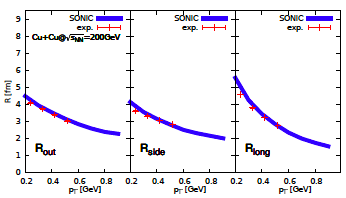 SONIC
exp.
Cu+Cu@√sNN=200GeV
SONIC
exp.
SONIC
exp.
R [fm]
9
8
7
6
5
4
3
2
1
0
Rout
Rside
Rlong
0.2 0.4 0.6 0.8
0.2 0.4 0.6 0.8
0.2 0.4 0.6 0.8 1
pT [GeV]
pT [GeV]
pT [GeV]